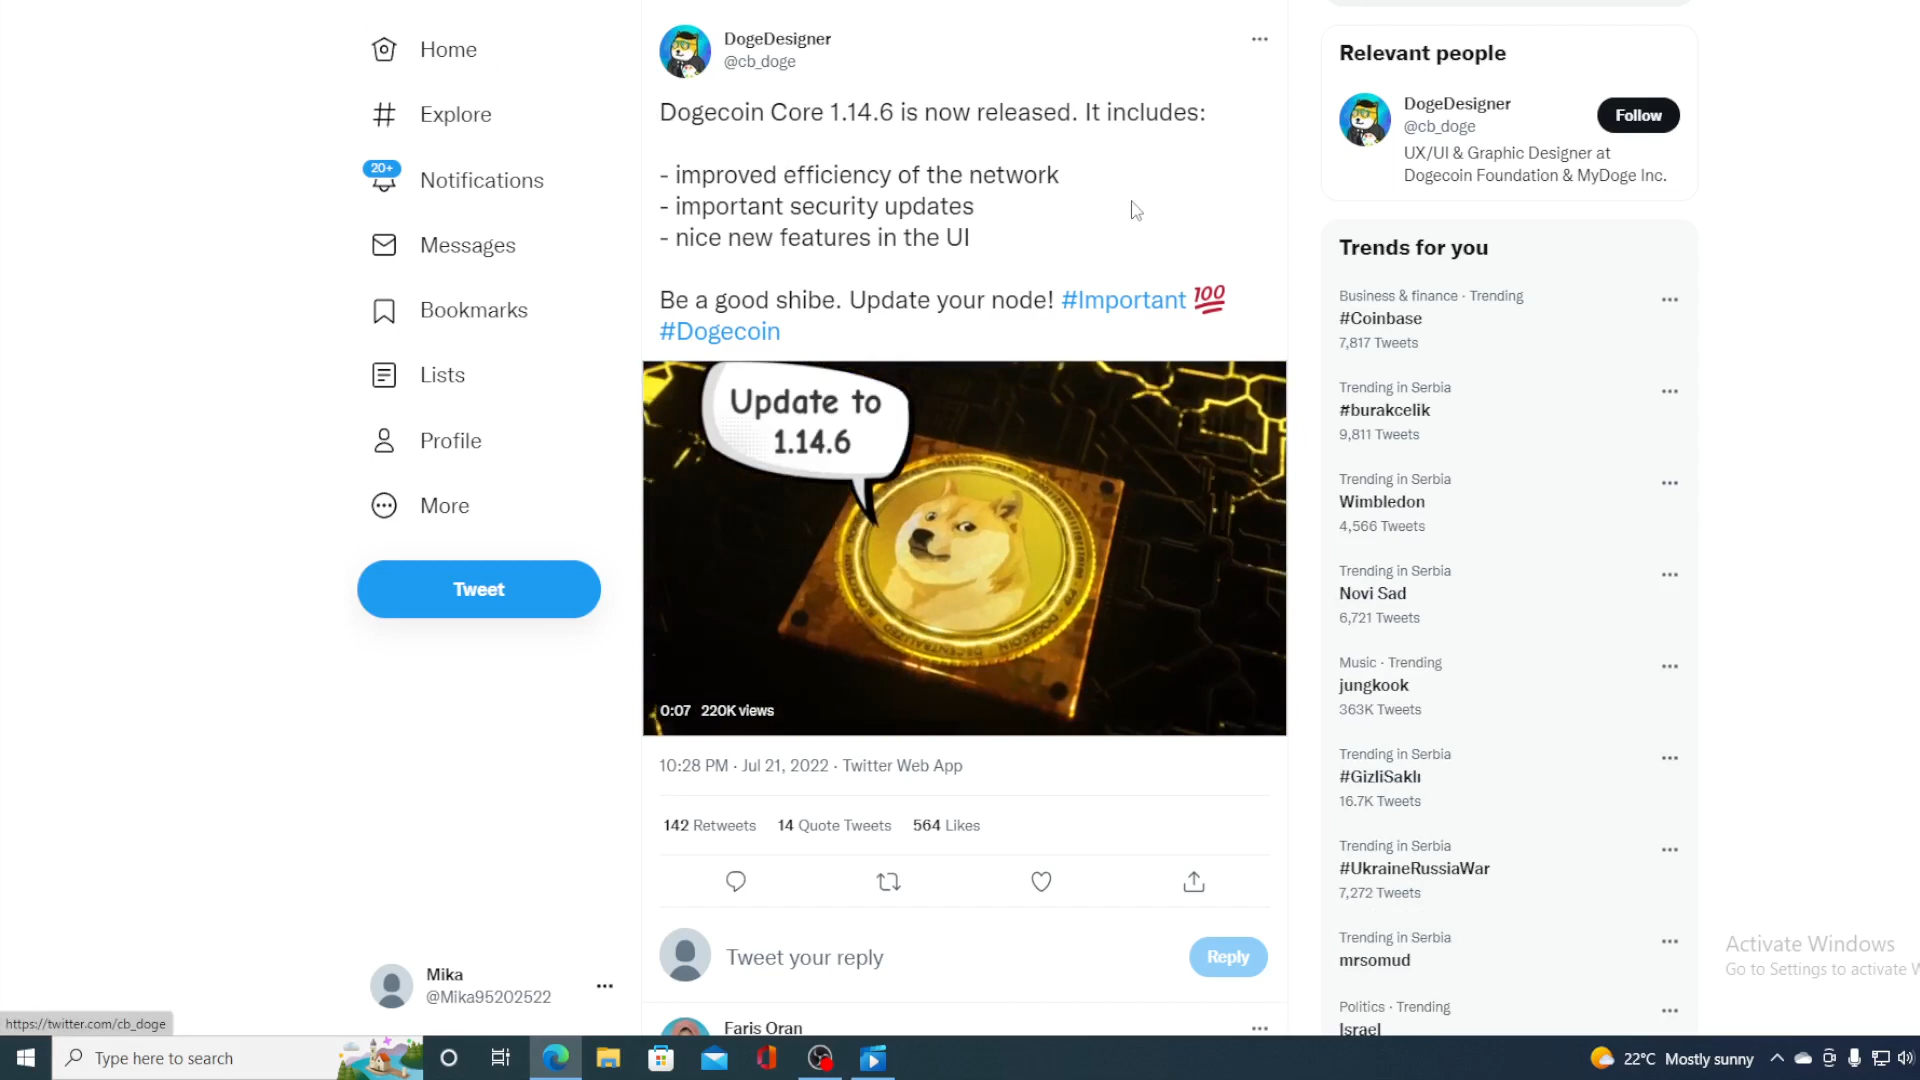 Home
Explore
20+
Notifications
Messages
Bookmarks
Lists
Profile
More
Tweet
Mika
@Mika95202522
https://twitter.com/cb_doge
DogeDesigner
@cb_doge
Dogecoin Core 1.14.6 is now released. It includes:
- improved efficiency of the network
- important security updates
- nice new features in the UI
Be a good shibe. Update your node! #Important 💯
#Dogecoin
Update to
1.14.6
0:07 220K views
10:28 PM · Jul 21, 2022 · Twitter Web App
142 Retweets 14 Quote Tweets 564 Likes
Tweet your reply
Reply
Faris Oran
Relevant people
DogeDesigner
@cb_doge
Follow
UX/UI & Graphic Designer at
Dogecoin Foundation & MyDoge Inc.
Trends for you
Business & finance · Trending
#Coinbase
7,817 Tweets
Trending in Serbia
#burakcelik
9,811 Tweets
Trending in Serbia
Wimbledon
4,566 Tweets
Trending in Serbia
Novi Sad
6,721 Tweets
Music · Trending
jungkook
363K Tweets
Trending in Serbia
#GizliSaklı
16.7K Tweets
Trending in Serbia
#UkraineRussiaWar
7,272 Tweets
Trending in Serbia
mrsomud
Politics · Trending
Israel
Activate Windows
Go to Settings to activate W
Type here to search
22°C Mostly sunny